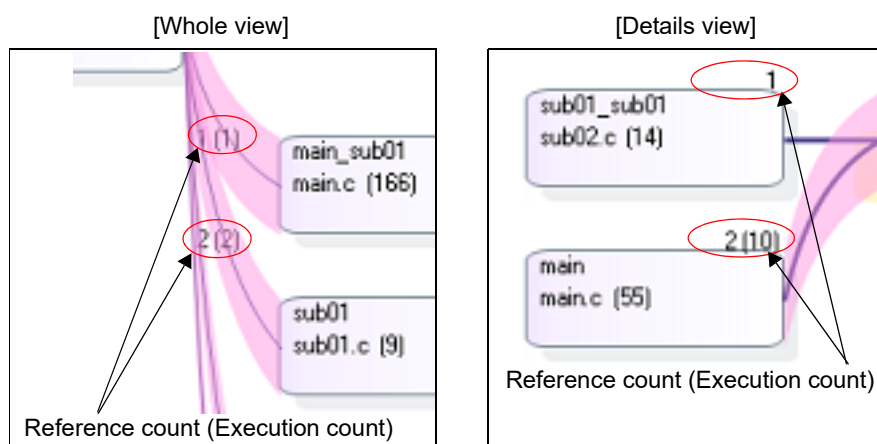 [Whole view]
1 (1)
main_sub01
main.c (166)
2 (2)
sub01
sub01.c (9)
Reference count (Execution count)
[Details view]
1
sub01_sub01
sub02.c (14)
2 (10)
main
main.c (55)
Reference count (Execution count)